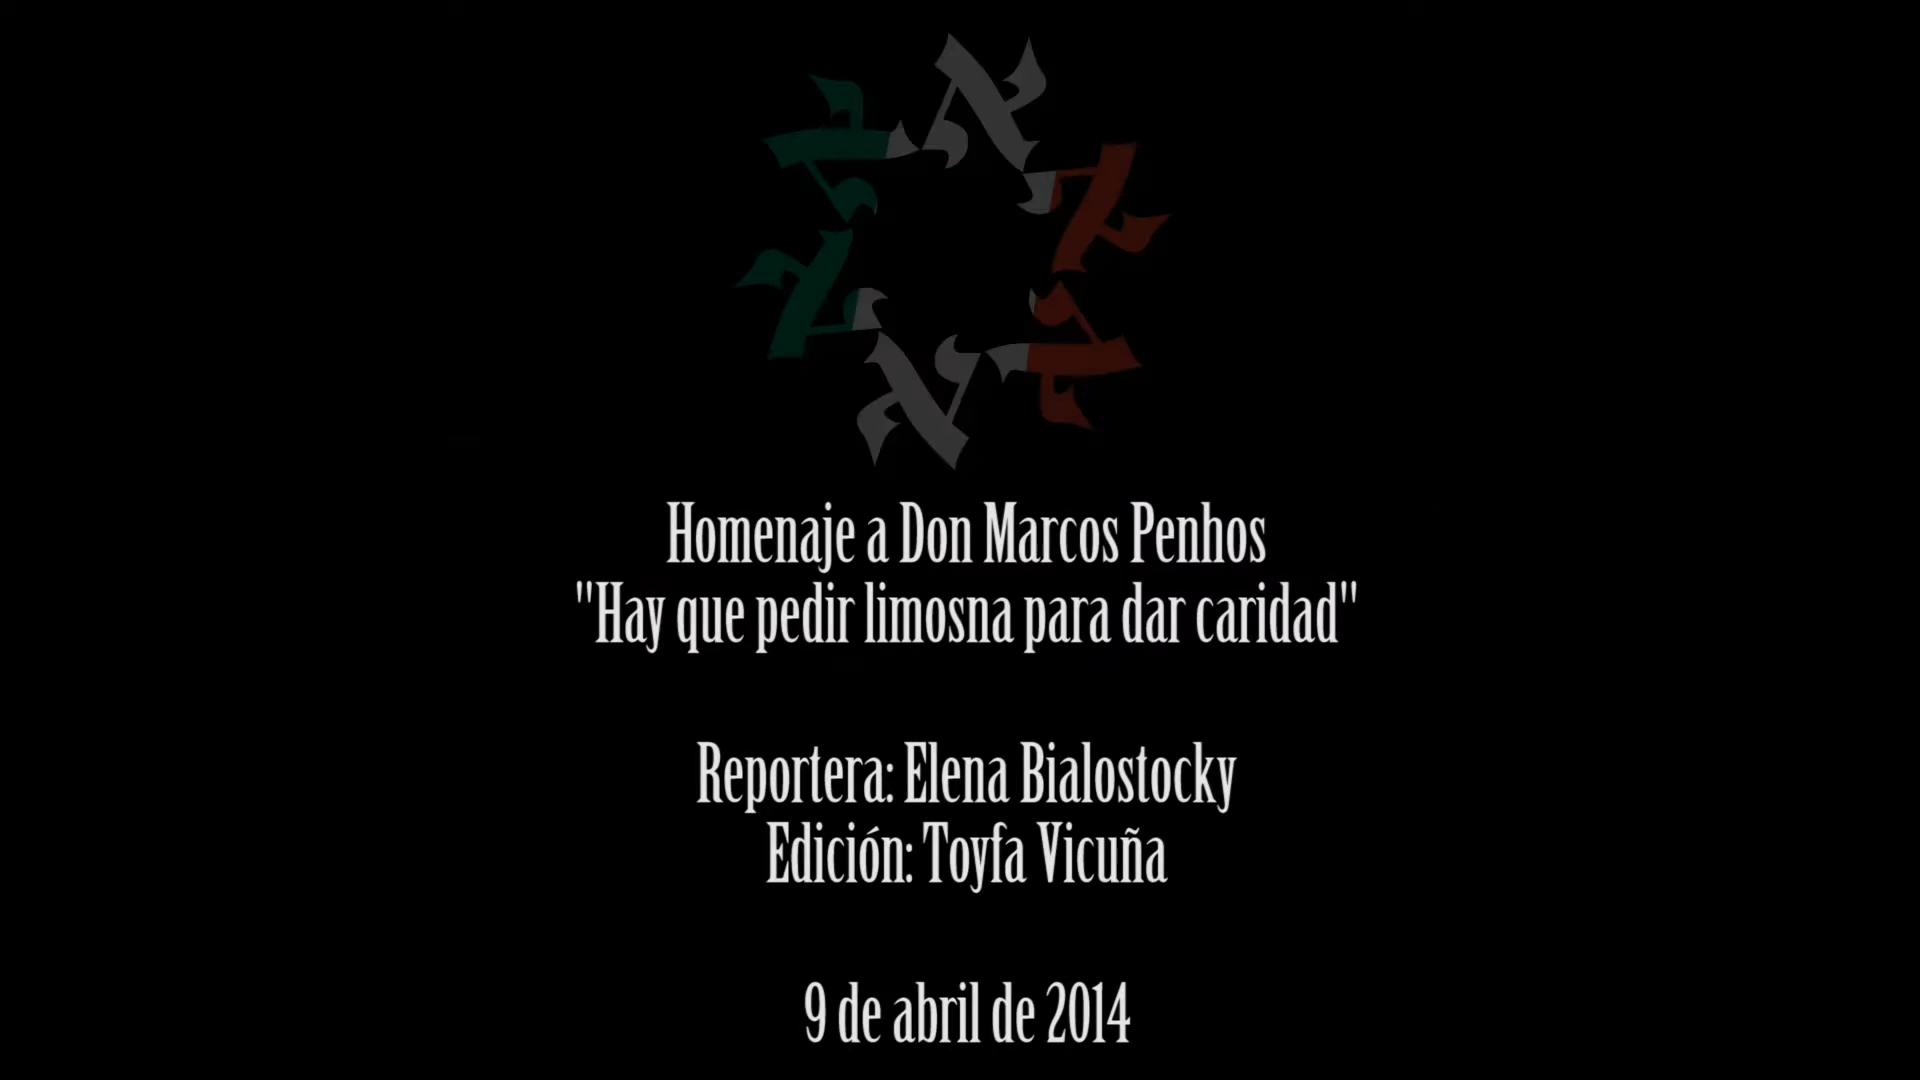 Homenaje a Don Marcos Penhos
"Hay que pedir limosna para dar caridad"
Reportera: Elena Bialostocky
Edición: Toyfa Vicuña
9 de abril de 2014